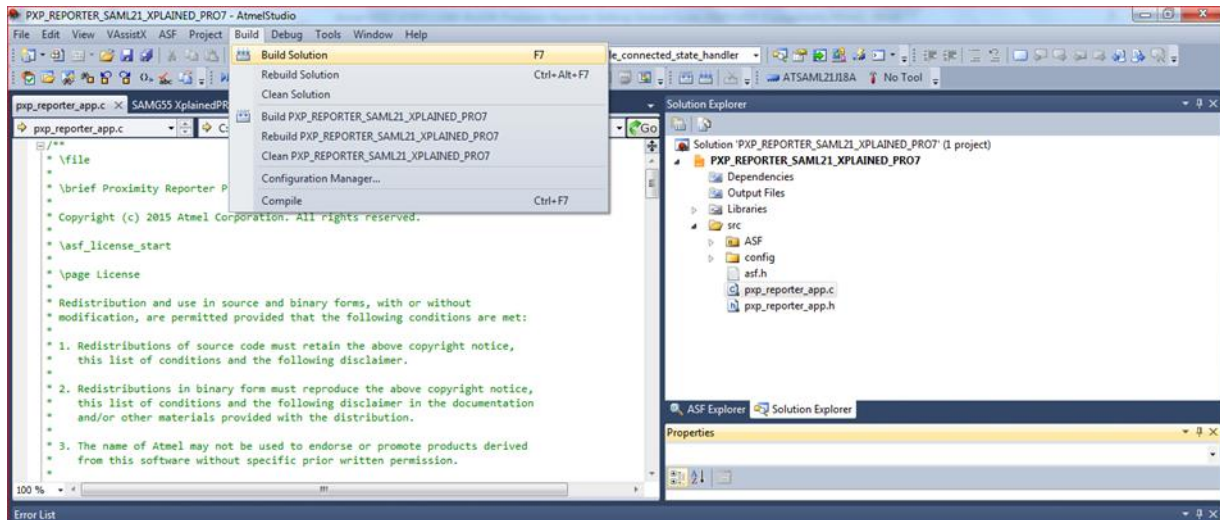 PXP_REPORTER_SAML21_XPLAINED_PRO7 - AtmelStudio
File Edit View VAssistX ASF Project Build Debug Tools Window Help
Build Solution F7
Rebuild Solution Ctrl+Alt+F7
Clean Solution
Build PXP_REPORTER_SAML21_XPLAINED_PRO7
Rebuild PXP_REPORTER_SAML21_XPLAINED_PRO7
Clean PXP_REPORTER_SAML21_XPLAINED_PRO7
Configuration Manager...
Compile Ctrl+F7
le_connected_state_handler
ATSAML21J18A No Tool
pxp_reporter_app.c SAMG55 XplainedPR
pxp_reporter_app.c C: Go
/**
* \file
*
* \brief Proximity Reporter P
*
* Copyright (c) 2015 Atmel Corporation. All rights reserved.
*
* \asf_license_start
*
* \page License
*
* Redistribution and use in source and binary forms, with or without
* modification, are permitted provided that the following conditions are met:
*
* 1. Redistributions of source code must retain the above copyright notice,
* this list of conditions and the following disclaimer.
*
* 2. Redistributions in binary form must reproduce the above copyright notice,
* this list of conditions and the following disclaimer in the documentation
* and/or other materials provided with the distribution.
*
* 3. The name of Atmel may not be used to endorse or promote products derived
* from this software without specific prior written permission.
*
100 %
Error List
Solution Explorer
Solution 'PXP_REPORTER_SAML21_XPLAINED_PRO7' (1 project)
PXP_REPORTER_SAML21_XPLAINED_PRO7
Dependencies
Output Files
Libraries
src
ASF
config
asf.h
pxp_reporter_app.c
pxp_reporter_app.h
ASF Explorer Solution Explorer
Properties